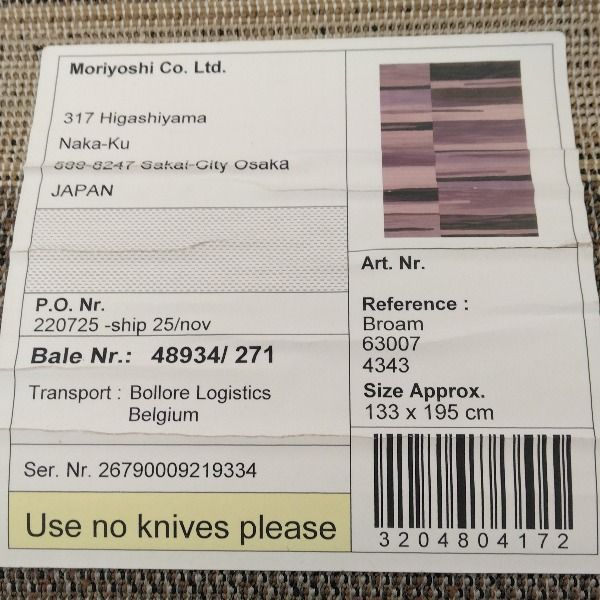 Moriyoshi Co. Ltd.
317 Higashiyama
Naka-Ku
599-8247 Sakai-City Osaka
JAPAN
P.O. Nr.
220725 -ship 25/nov
Bale Nr.: 48934/ 271
Transport : Bollore Logistics
Belgium
Ser. Nr. 26790009219334
Use no knives please
Art. Nr.
Reference :
Broam
63007
4343
Size Approx.
133 x 195 cm
3204804172